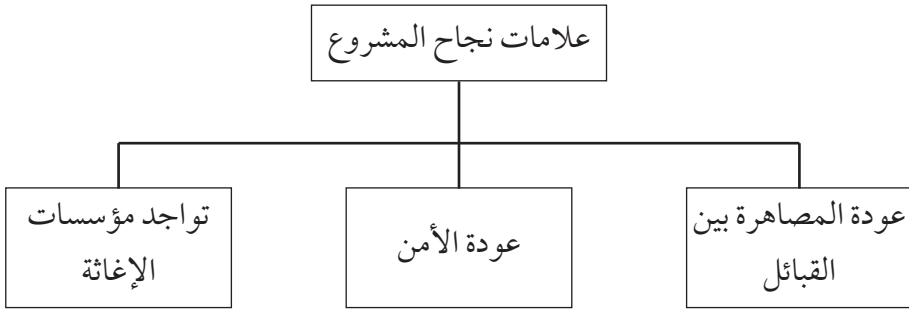 علامات نجاح المشروع
عودة المصاهرة بين
القبائل
عودة الأمن
تواجد مؤسسات
الإغاثة